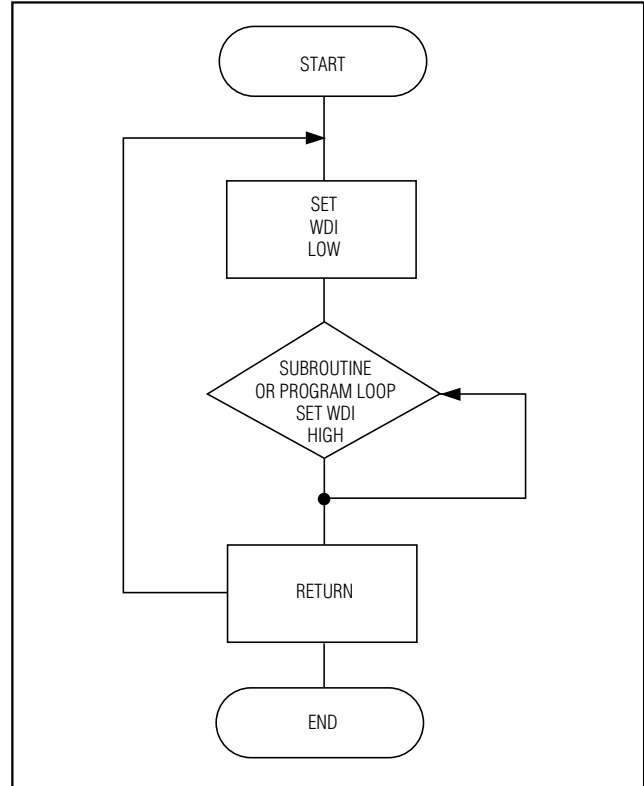 START
SET
WDI
LOW
SUBROUTINE
OR PROGRAM LOOP
SET WDI
HIGH
RETURN
END